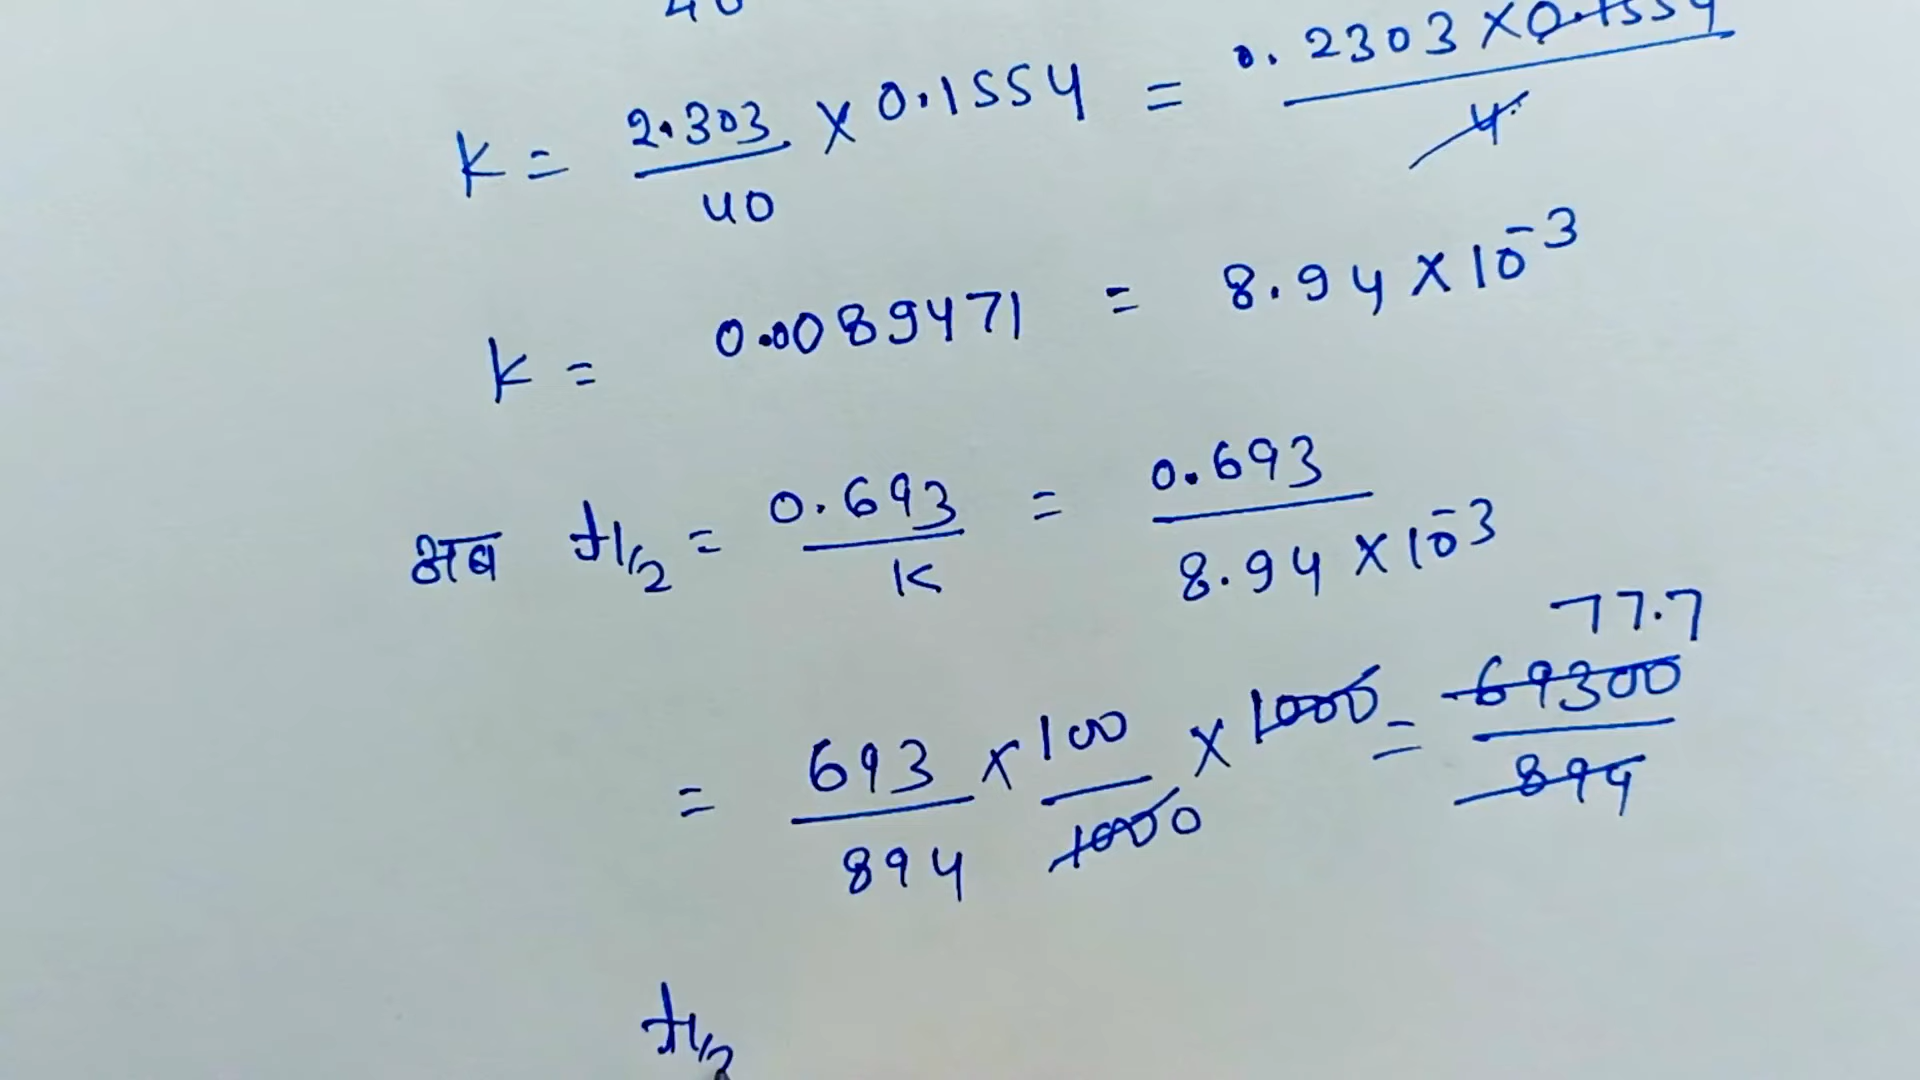 40
K = 2.303/40 × 0.1554 = 0.2303 × 0.1554/4
K = 0.0089471 = 8.94 × 10⁻³
अब t1/2 = 0.693/K = 0.693/8.94 × 10⁻³
= 693/894 × 100/1000 × 1000 = 69300/894 77.7
t1/2